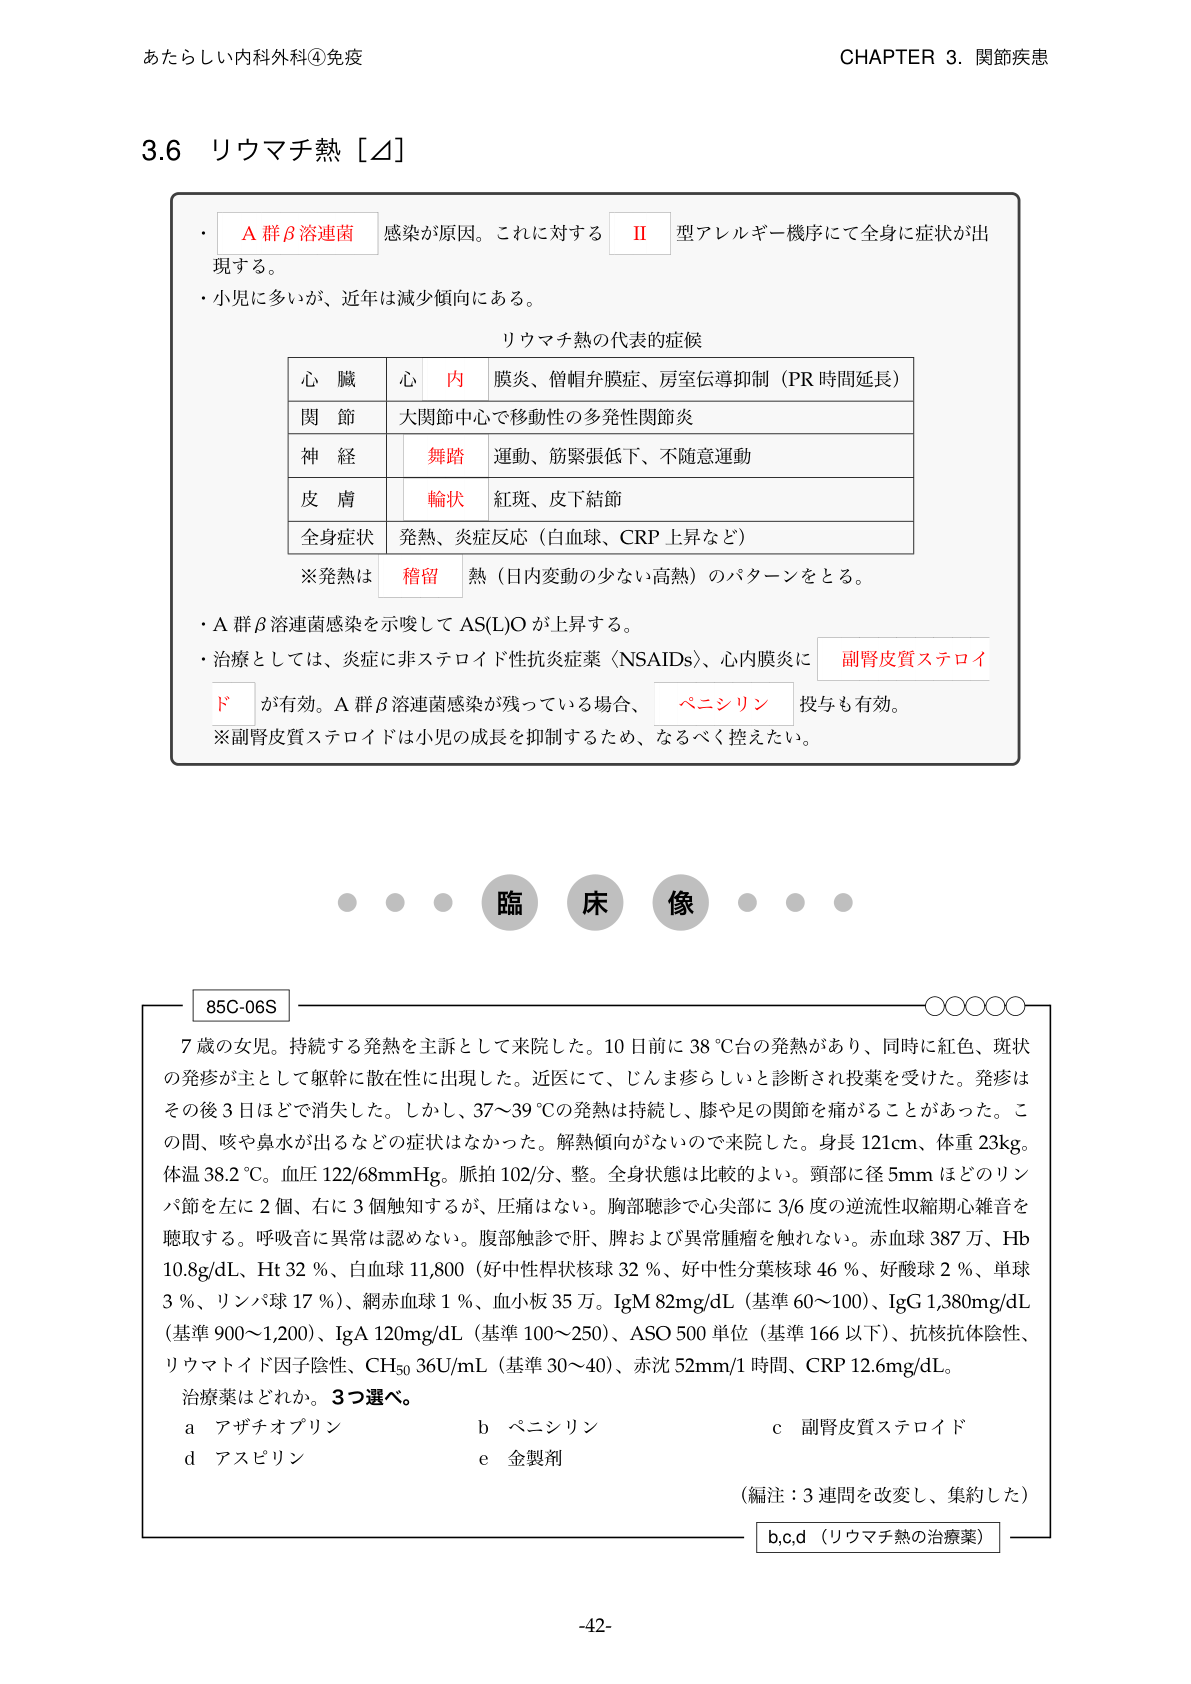 あたらしい内科外科④免疫 CHAPTER 3. 関節疾患
3.6 リウマチ熱［⊿］
・ A 群 β 溶連菌 感染が原因。これに対する II 型アレルギー機序にて全身に症状が出
現する。
・小児に多いが、近年は減少傾向にある。
リウマチ熱の代表的症候
心 臓 心 内 膜炎、僧帽弁膜症、房室伝導抑制（PR 時間延長）
関 節 大関節中心で移動性の多発性関節炎
神 経 舞踏 運動、筋緊張低下、不随意運動
皮 膚 輪状 紅斑、皮下結節
全身症状 発熱、炎症反応（白血球、CRP 上昇など）
※発熱は 稽留 熱（日内変動の少ない高熱）のパターンをとる。
・A 群 β 溶連菌感染を示唆して AS(L)O が上昇する。
・治療としては、炎症に非ステロイド性抗炎症薬〈NSAIDs〉、心内膜炎に 副腎皮質ステロイ
ド が有効。A 群 β 溶連菌感染が残っている場合、 ペニシリン 投与も有効。
※副腎皮質ステロイドは小児の成長を抑制するため、なるべく控えたい。
臨 床 像
85C-06S
7 歳の女児。持続する発熱を主訴として来院した。10 日前に 38 ℃台の発熱があり、同時に紅色、斑状
の発疹が主として躯幹に散在性に出現した。近医にて、じんま疹らしいと診断され投薬を受けた。発疹は
その後 3 日ほどで消失した。しかし、37〜39 ℃の発熱は持続し、膝や足の関節を痛がることがあった。こ
の間、咳や鼻水が出るなどの症状はなかった。解熱傾向がないので来院した。身長 121cm、体重 23kg。
体温 38.2 ℃。血圧 122/68mmHg。脈拍 102/分、整。全身状態は比較的よい。頸部に径 5mm ほどのリン
パ節を左に 2 個、右に 3 個触知するが、圧痛はない。胸部聴診で心尖部に 3/6 度の逆流性収縮期心雑音を
聴取する。呼吸音に異常は認めない。腹部触診で肝、脾および異常腫瘤を触れない。赤血球 387 万、Hb
10.8g/dL、Ht 32 %、白血球 11,800（好中性桿状核球 32 %、好中性分葉核球 46 %、好酸球 2 %、単球
3 %、リンパ球 17 %）、網赤血球 1 %、血小板 35 万。IgM 82mg/dL（基準 60〜100）、IgG 1,380mg/dL
（基準 900〜1,200）、IgA 120mg/dL（基準 100〜250）、ASO 500 単位（基準 166 以下）、抗核抗体陰性、
リウマトイド因子陰性、CH50 36U/mL（基準 30〜40）、赤沈 52mm/1 時間、CRP 12.6mg/dL。
治療薬はどれか。3つ選べ。
a アザチオプリン b ペニシリン c 副腎皮質ステロイド
d アスピリン e 金製剤
（編注：3 連問を改変し、集約した）
b,c,d （リウマチ熱の治療薬）
-42-